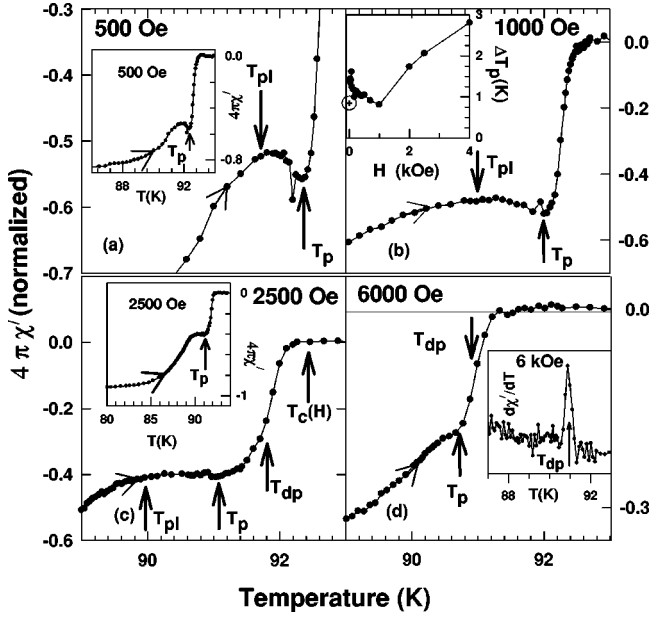 4 π χ′ (normalized)
-0.3
-0.4
-0.5
-0.6
-0.7
500 Oe
500 Oe
Tp
88
92
T(K)
0.0
-0.8
4πχ′
Tpl
Tp
(a)
1000 Oe
3
2
1
0
ΔTp(K)
0
2
4
H (kOe)
Tpl
Tp
(b)
0.0
-0.2
-0.4
-0.6
2500 Oe
2500 Oe
Tp
80
85
90
T(K)
0
-1
4πχ′
0.0
-0.2
-0.4
-0.6
Tc(H)
Tdp
Tp
Tpl
(c)
90
92
6000 Oe
Tdp
Tp
(d)
6 kOe
dχ′/dT
Tdp
88
T(K)
92
0.0
-0.3
90
92
Temperature (K)